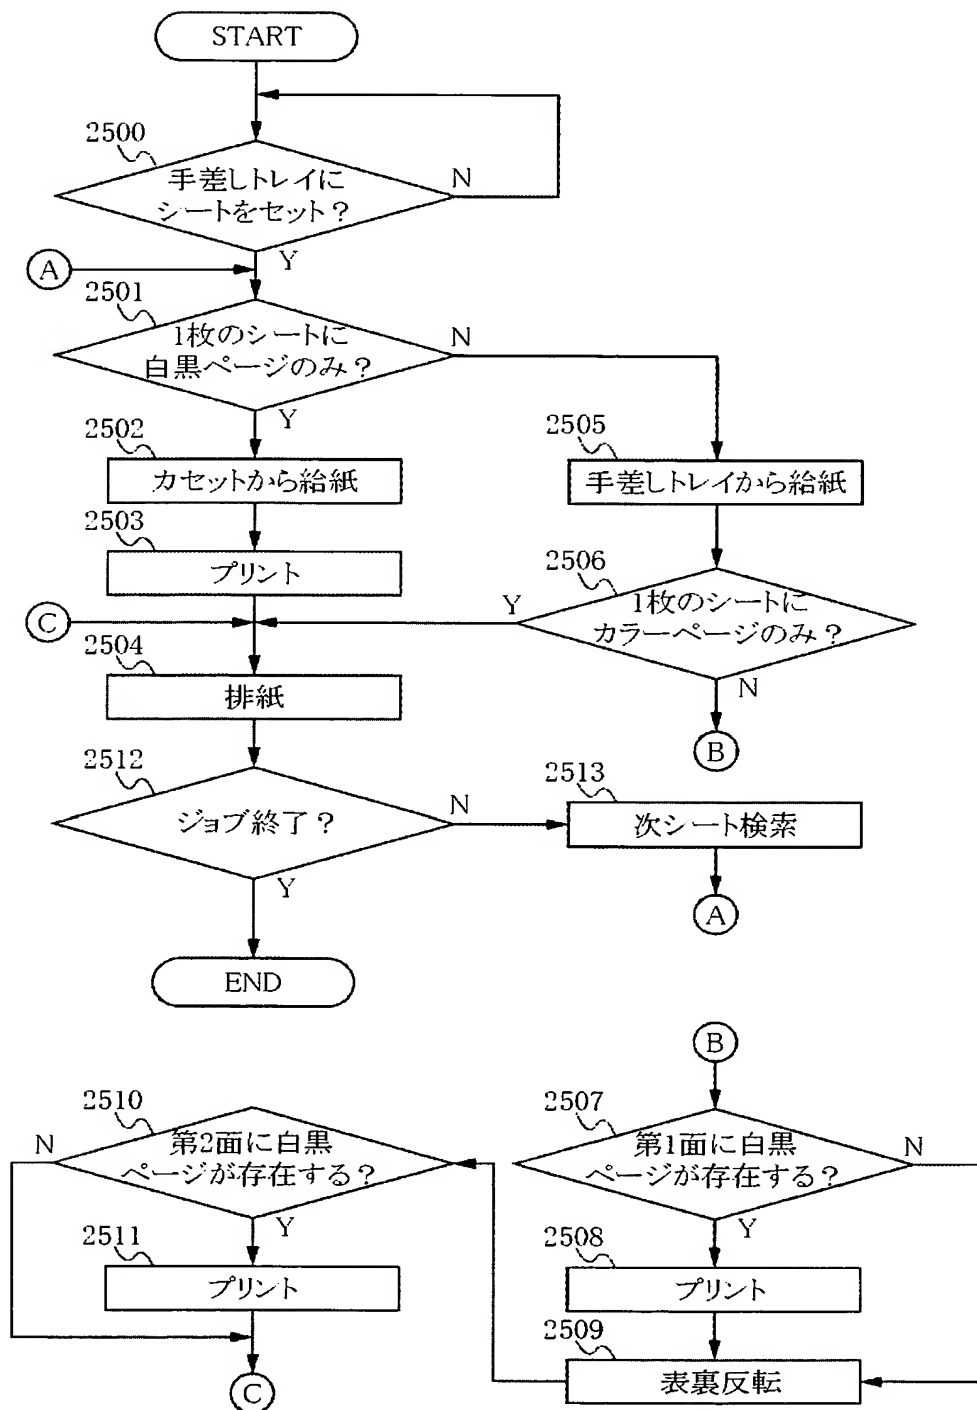 START
2500
手差しトレイに
シートをセット？
N
Y
A
2501
1枚のシートに
白黒ページのみ？
N
Y
2502
カセットから給紙
2505
手差しトレイから給紙
2503
プリント
2506
1枚のシートに
カラーページのみ？
Y
N
C
2504
排紙
B
2512
ジョブ終了？
N
Y
2513
次シート検索
A
END
B
2510
第2面に白黒
ページが存在する？
N
Y
2507
第1面に白黒
ページが存在する？
N
Y
2511
プリント
2508
プリント
2509
表裏反転
C